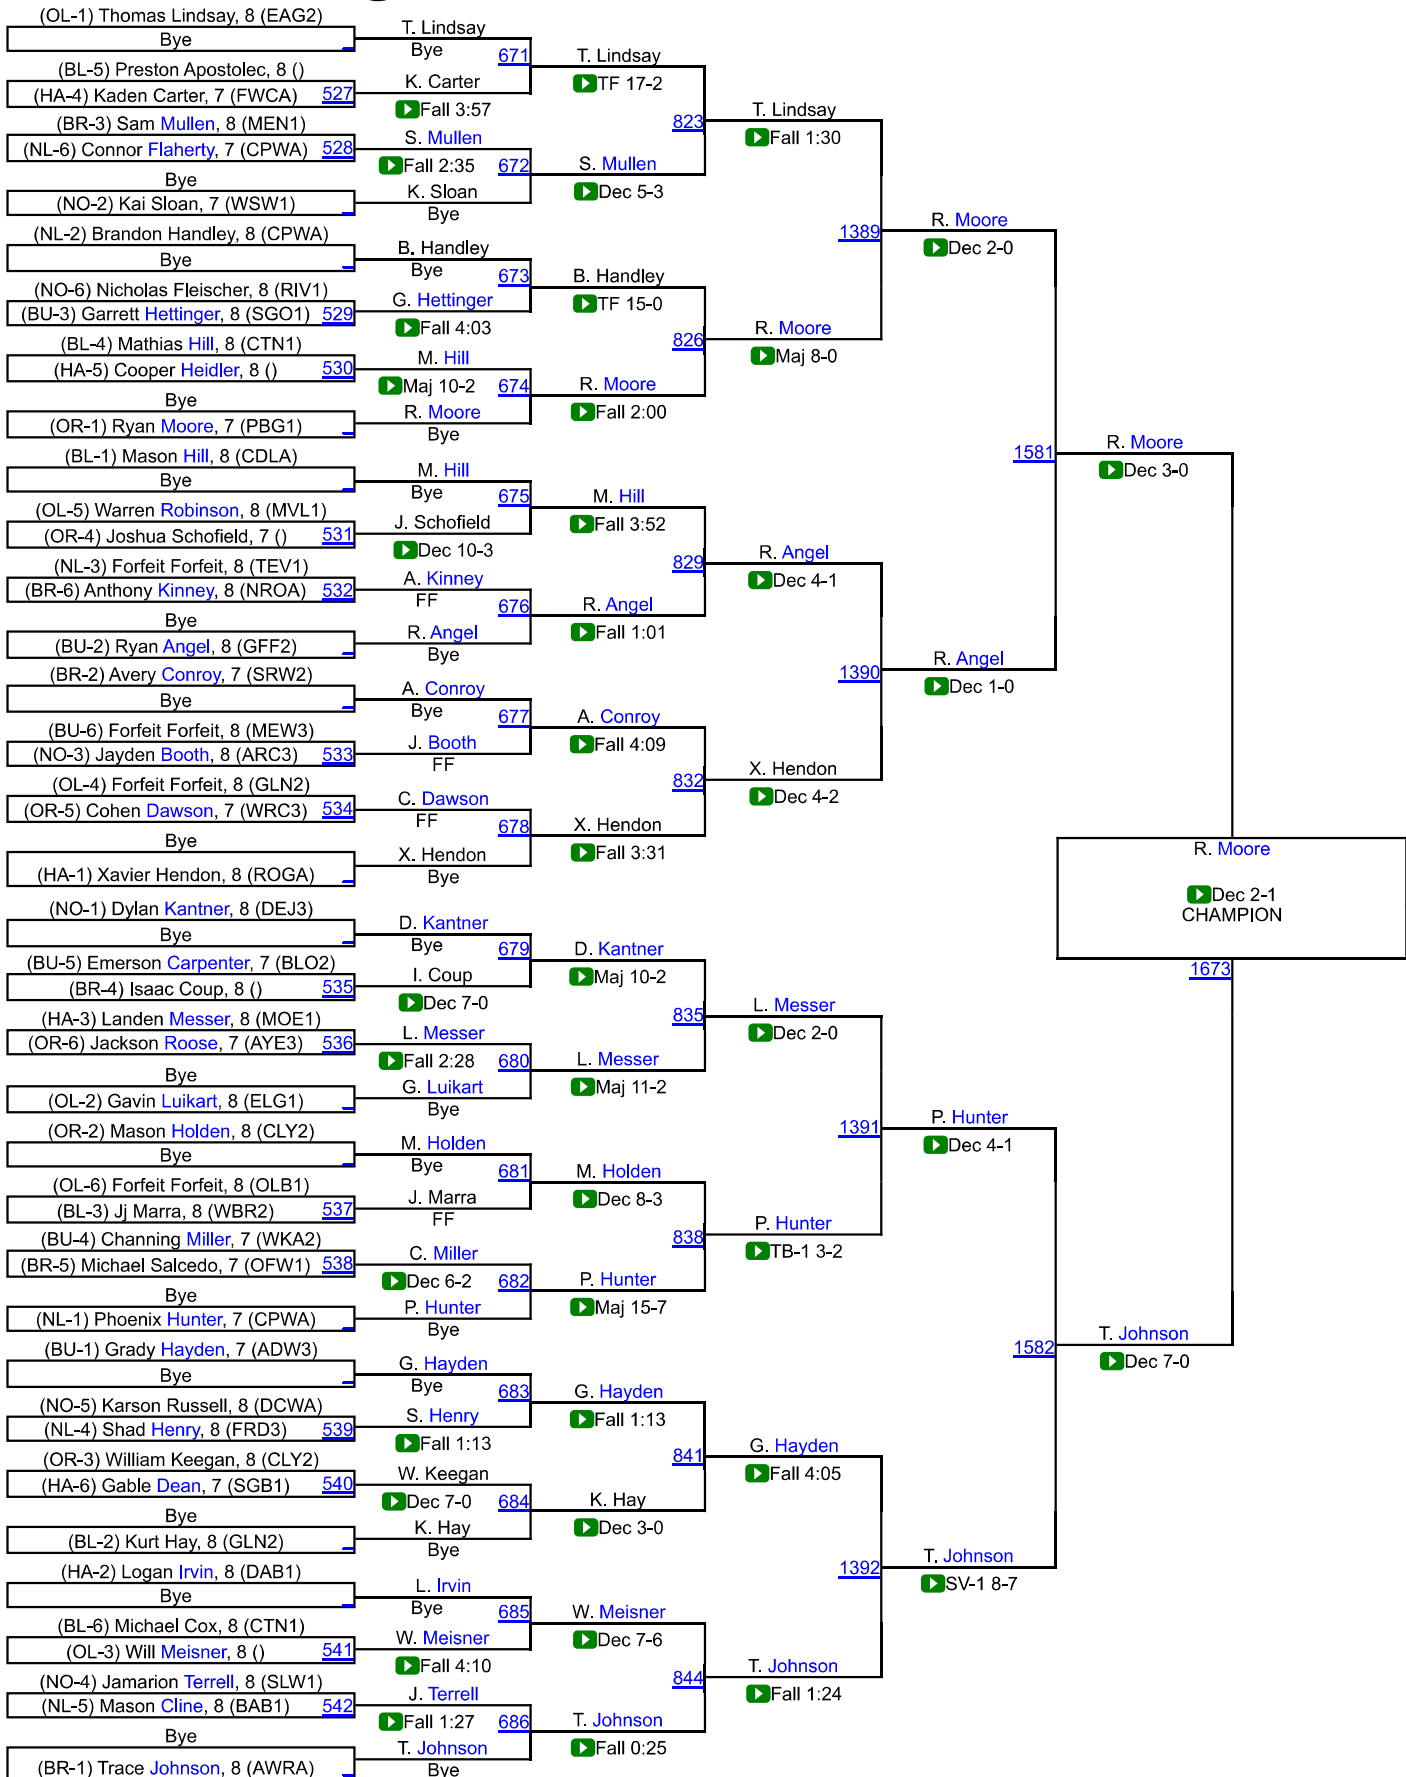 (OL-1) Thomas Lindsay, 8 (EAG2)
Bye
(BL-5) Preston Apostolec, 8 ()
(HA-4) Kaden Carter, 7 (FWCA) 527
(BR-3) Sam Mullen, 8 (MEN1)
(NL-6) Connor Flaherty, 7 (CPWA) 528
Bye
(NO-2) Kai Sloan, 7 (WSW1)
(NL-2) Brandon Handley, 8 (CPWA)
Bye
(NO-6) Nicholas Fleischer, 8 (RIV1)
(BU-3) Garrett Hettinger, 8 (SGO1) 529
(BL-4) Mathias Hill, 8 (CTN1)
(HA-5) Cooper Heidler, 8 () 530
Bye
(OR-1) Ryan Moore, 7 (PBG1)
(BL-1) Mason Hill, 8 (CDLA)
Bye
(OL-5) Warren Robinson, 8 (MVL1)
(OR-4) Joshua Schofield, 7 () 531
(NL-3) Forfeit Forfeit, 8 (TEV1)
(BR-6) Anthony Kinney, 8 (NROA) 532
Bye
(BU-2) Ryan Angel, 8 (GFF2)
(BR-2) Avery Conroy, 7 (SRW2)
Bye
(BU-6) Forfeit Forfeit, 8 (MEW3)
(NO-3) Jayden Booth, 8 (ARC3) 533
(OL-4) Forfeit Forfeit, 8 (GLN2)
(OR-5) Cohen Dawson, 7 (WRC3) 534
Bye
(HA-1) Xavier Hendon, 8 (ROGA)
(NO-1) Dylan Kantner, 8 (DEJ3)
Bye
(BU-5) Emerson Carpenter, 7 (BLO2)
(BR-4) Isaac Coup, 8 () 535
(HA-3) Landen Messer, 8 (MOE1)
(OR-6) Jackson Roose, 7 (AYE3) 536
Bye
(OL-2) Gavin Luikart, 8 (ELG1)
(OR-2) Mason Holden, 8 (CLY2)
Bye
(OL-6) Forfeit Forfeit, 8 (OLB1)
(BL-3) Jj Marra, 8 (WBR2) 537
(BU-4) Channing Miller, 7 (WKA2)
(BR-5) Michael Salcedo, 7 (OFW1) 538
Bye
(NL-1) Phoenix Hunter, 7 (CPWA)
(BU-1) Grady Hayden, 7 (ADW3)
Bye
(NO-5) Karson Russell, 8 (DCWA)
(NL-4) Shad Henry, 8 (FRD3) 539
(OR-3) William Keegan, 8 (CLY2)
(HA-6) Gable Dean, 7 (SGB1) 540
Bye
(BL-2) Kurt Hay, 8 (GLN2)
(HA-2) Logan Irvin, 8 (DAB1)
Bye
(BL-6) Michael Cox, 8 (CTN1)
(OL-3) Will Meisner, 8 () 541
(NO-4) Jamarion Terrell, 8 (SLW1)
(NL-5) Mason Cline, 8 (BAB1) 542
Bye
(BR-1) Trace Johnson, 8 (AWRA)
T. Lindsay
Bye
671
K. Carter
Fall 3:57
S. Mullen
Fall 2:35
672
K. Sloan
Bye
B. Handley
Bye
673
G. Hettinger
Fall 4:03
M. Hill
Maj 10-2
674
R. Moore
Bye
M. Hill
Bye
675
J. Schofield
Dec 10-3
A. Kinney
FF
676
R. Angel
Bye
A. Conroy
Bye
677
J. Booth
FF
C. Dawson
FF
678
X. Hendon
Bye
D. Kantner
Bye
679
I. Coup
Dec 7-0
L. Messer
Fall 2:28
680
G. Luikart
Bye
M. Holden
Bye
681
J. Marra
FF
C. Miller
Dec 6-2
682
P. Hunter
Bye
G. Hayden
Bye
683
S. Henry
Fall 1:13
W. Keegan
Dec 7-0
684
K. Hay
Bye
L. Irvin
Bye
685
W. Meisner
Fall 4:10
J. Terrell
Fall 1:27
686
T. Johnson
Bye
T. Lindsay
TF 17-2
823
S. Mullen
Dec 5-3
B. Handley
TF 15-0
826
R. Moore
Fall 2:00
M. Hill
Fall 3:52
829
R. Angel
Fall 1:01
A. Conroy
Fall 4:09
832
X. Hendon
Fall 3:31
D. Kantner
Maj 10-2
835
L. Messer
Maj 11-2
M. Holden
Dec 8-3
838
P. Hunter
Maj 15-7
G. Hayden
Fall 1:13
841
K. Hay
Dec 3-0
W. Meisner
Dec 7-6
844
T. Johnson
Fall 0:25
T. Lindsay
Fall 1:30
1389
R. Moore
Maj 8-0
R. Angel
Dec 4-1
1390
X. Hendon
Dec 4-2
L. Messer
Dec 2-0
1391
P. Hunter
TB-1 3-2
G. Hayden
Fall 4:05
1392
T. Johnson
Fall 1:24
R. Moore
Dec 2-0
1581
R. Angel
Dec 1-0
P. Hunter
Dec 4-1
1582
T. Johnson
SV-1 8-7
R. Moore
Dec 3-0
T. Johnson
Dec 7-0
R. Moore
Dec 2-1
CHAMPION
1673